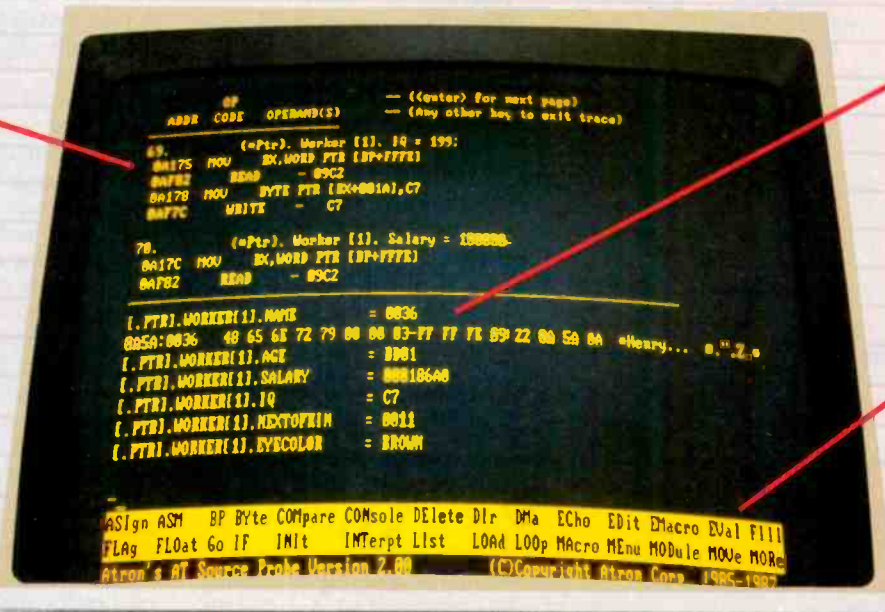 OP — (<enter> for next page)
ADDR CODE OPERAND(S) — (Any other key to exit trace)
69. (*Ptr). Worker [1]. IQ = 199;
0A175 MOV BX,WORD PTR [BP+FFFE]
0AF82 READ - 09C2
0A178 MOV BYTE PTR [BX+001A],C7
0AF7C WRITE - C7
70. (*Ptr). Worker [1]. Salary = 100000-
0A17C MOV BX,WORD PTR [BP+FFFE]
0AF82 READ - 09C2
[.PTR].WORKER[1].NAME = 0036
0A5A:0036 48 65 6E 72 79 00 00 03-FF FF FE 09 22 0A 5A 0A *Henry...
[.PTR].WORKER[1].AGE =
[.PTR].WORKER[1].SALARY = 000186A0
[.PTR].WORKER[1].IQ = C7
[.PTR].WORKER[1].NEXTOFKIN = 0011
[.PTR].WORKER[1].EYECOLOR = BROWN
ASIgn ASM BP BYte COMpare CONsole DElete DIr DMa ECho EDit EMacro EVal FIll
FLAg FLOat Go IF INIt INTerpt LIst LOAd LOOp MAcro MEnu MODule MOVe MORe
Atron's AT Source Probe Version 2.00 (C)Copyright Atron Corp. 1985-1987